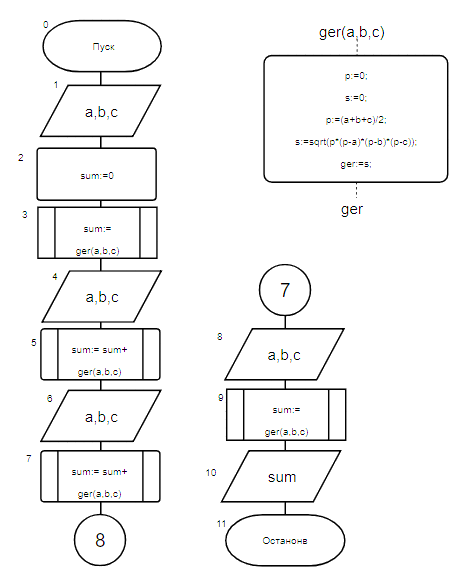 0
Пуск
1
a,b,c
2
sum:=0
3
sum:=
ger(a,b,c)
4
a,b,c
5
sum:= sum+
ger(a,b,c)
6
a,b,c
7
sum:= sum+
ger(a,b,c)
8
ger(a,b,c)
p:=0;
s:=0;
p:=(a+b+c)/2;
s:=sqrt(p*(p-a)*(p-b)*(p-c));
ger:=s;
ger
7
8
a,b,c
9
sum:=
ger(a,b,c)
10
sum
11
Останонв